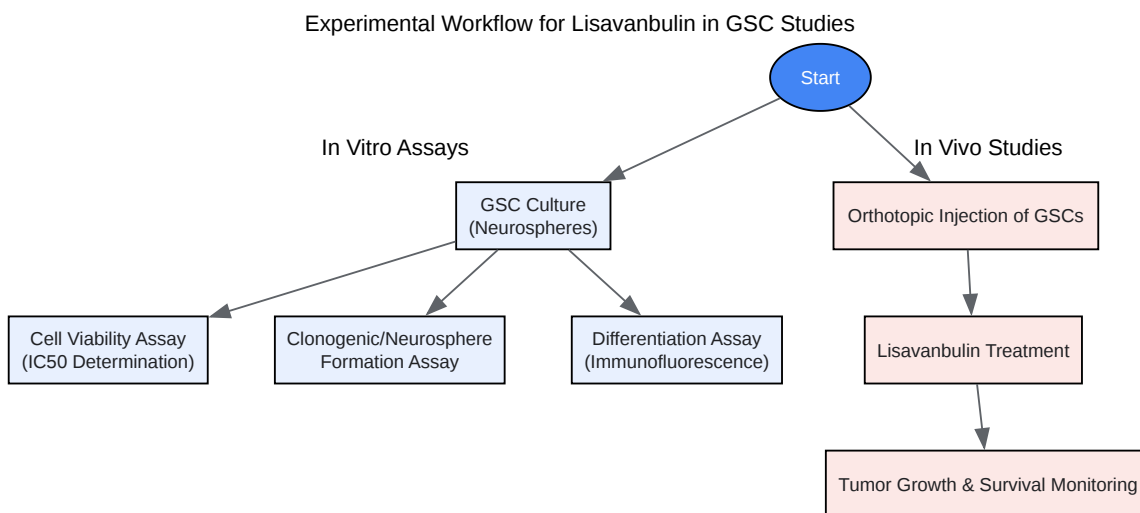 Experimental Workflow for Lisavanbulin in GSC Studies
Start
In Vitro Assays
In Vivo Studies
GSC Culture
(Neurospheres)
Orthotopic Injection of GSCs
Cell Viability Assay
(IC50 Determination)
Clonogenic/Neurosphere
Formation Assay
Differentiation Assay
(Immunofluorescence)
Lisavanbulin Treatment
Tumor Growth & Survival Monitoring